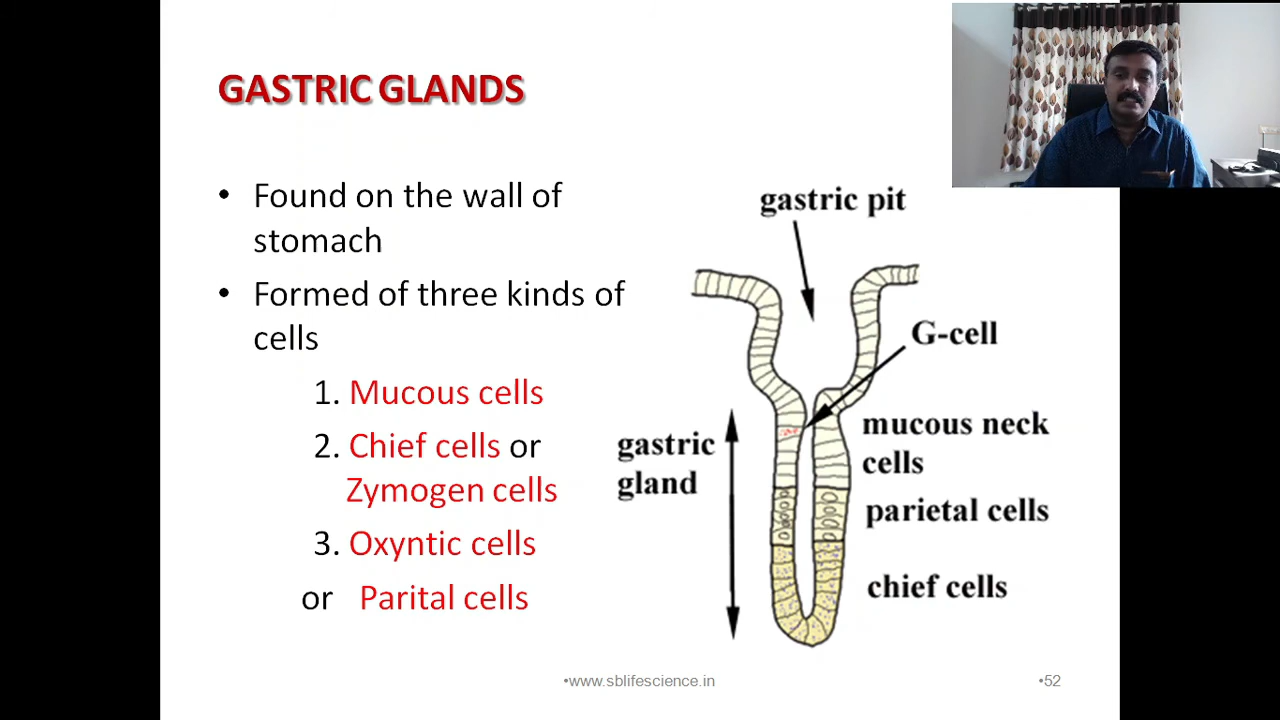 GASTRIC GLANDS
• Found on the wall of
stomach
• Formed of three kinds of
cells
1. Mucous cells
2. Chief cells or
Zymogen cells
3. Oxyntic cells
or Parital cells
gastric pit
G-cell
mucous neck
cells
gastric
gland
parietal cells
chief cells
•www.sblifescience.in
•52